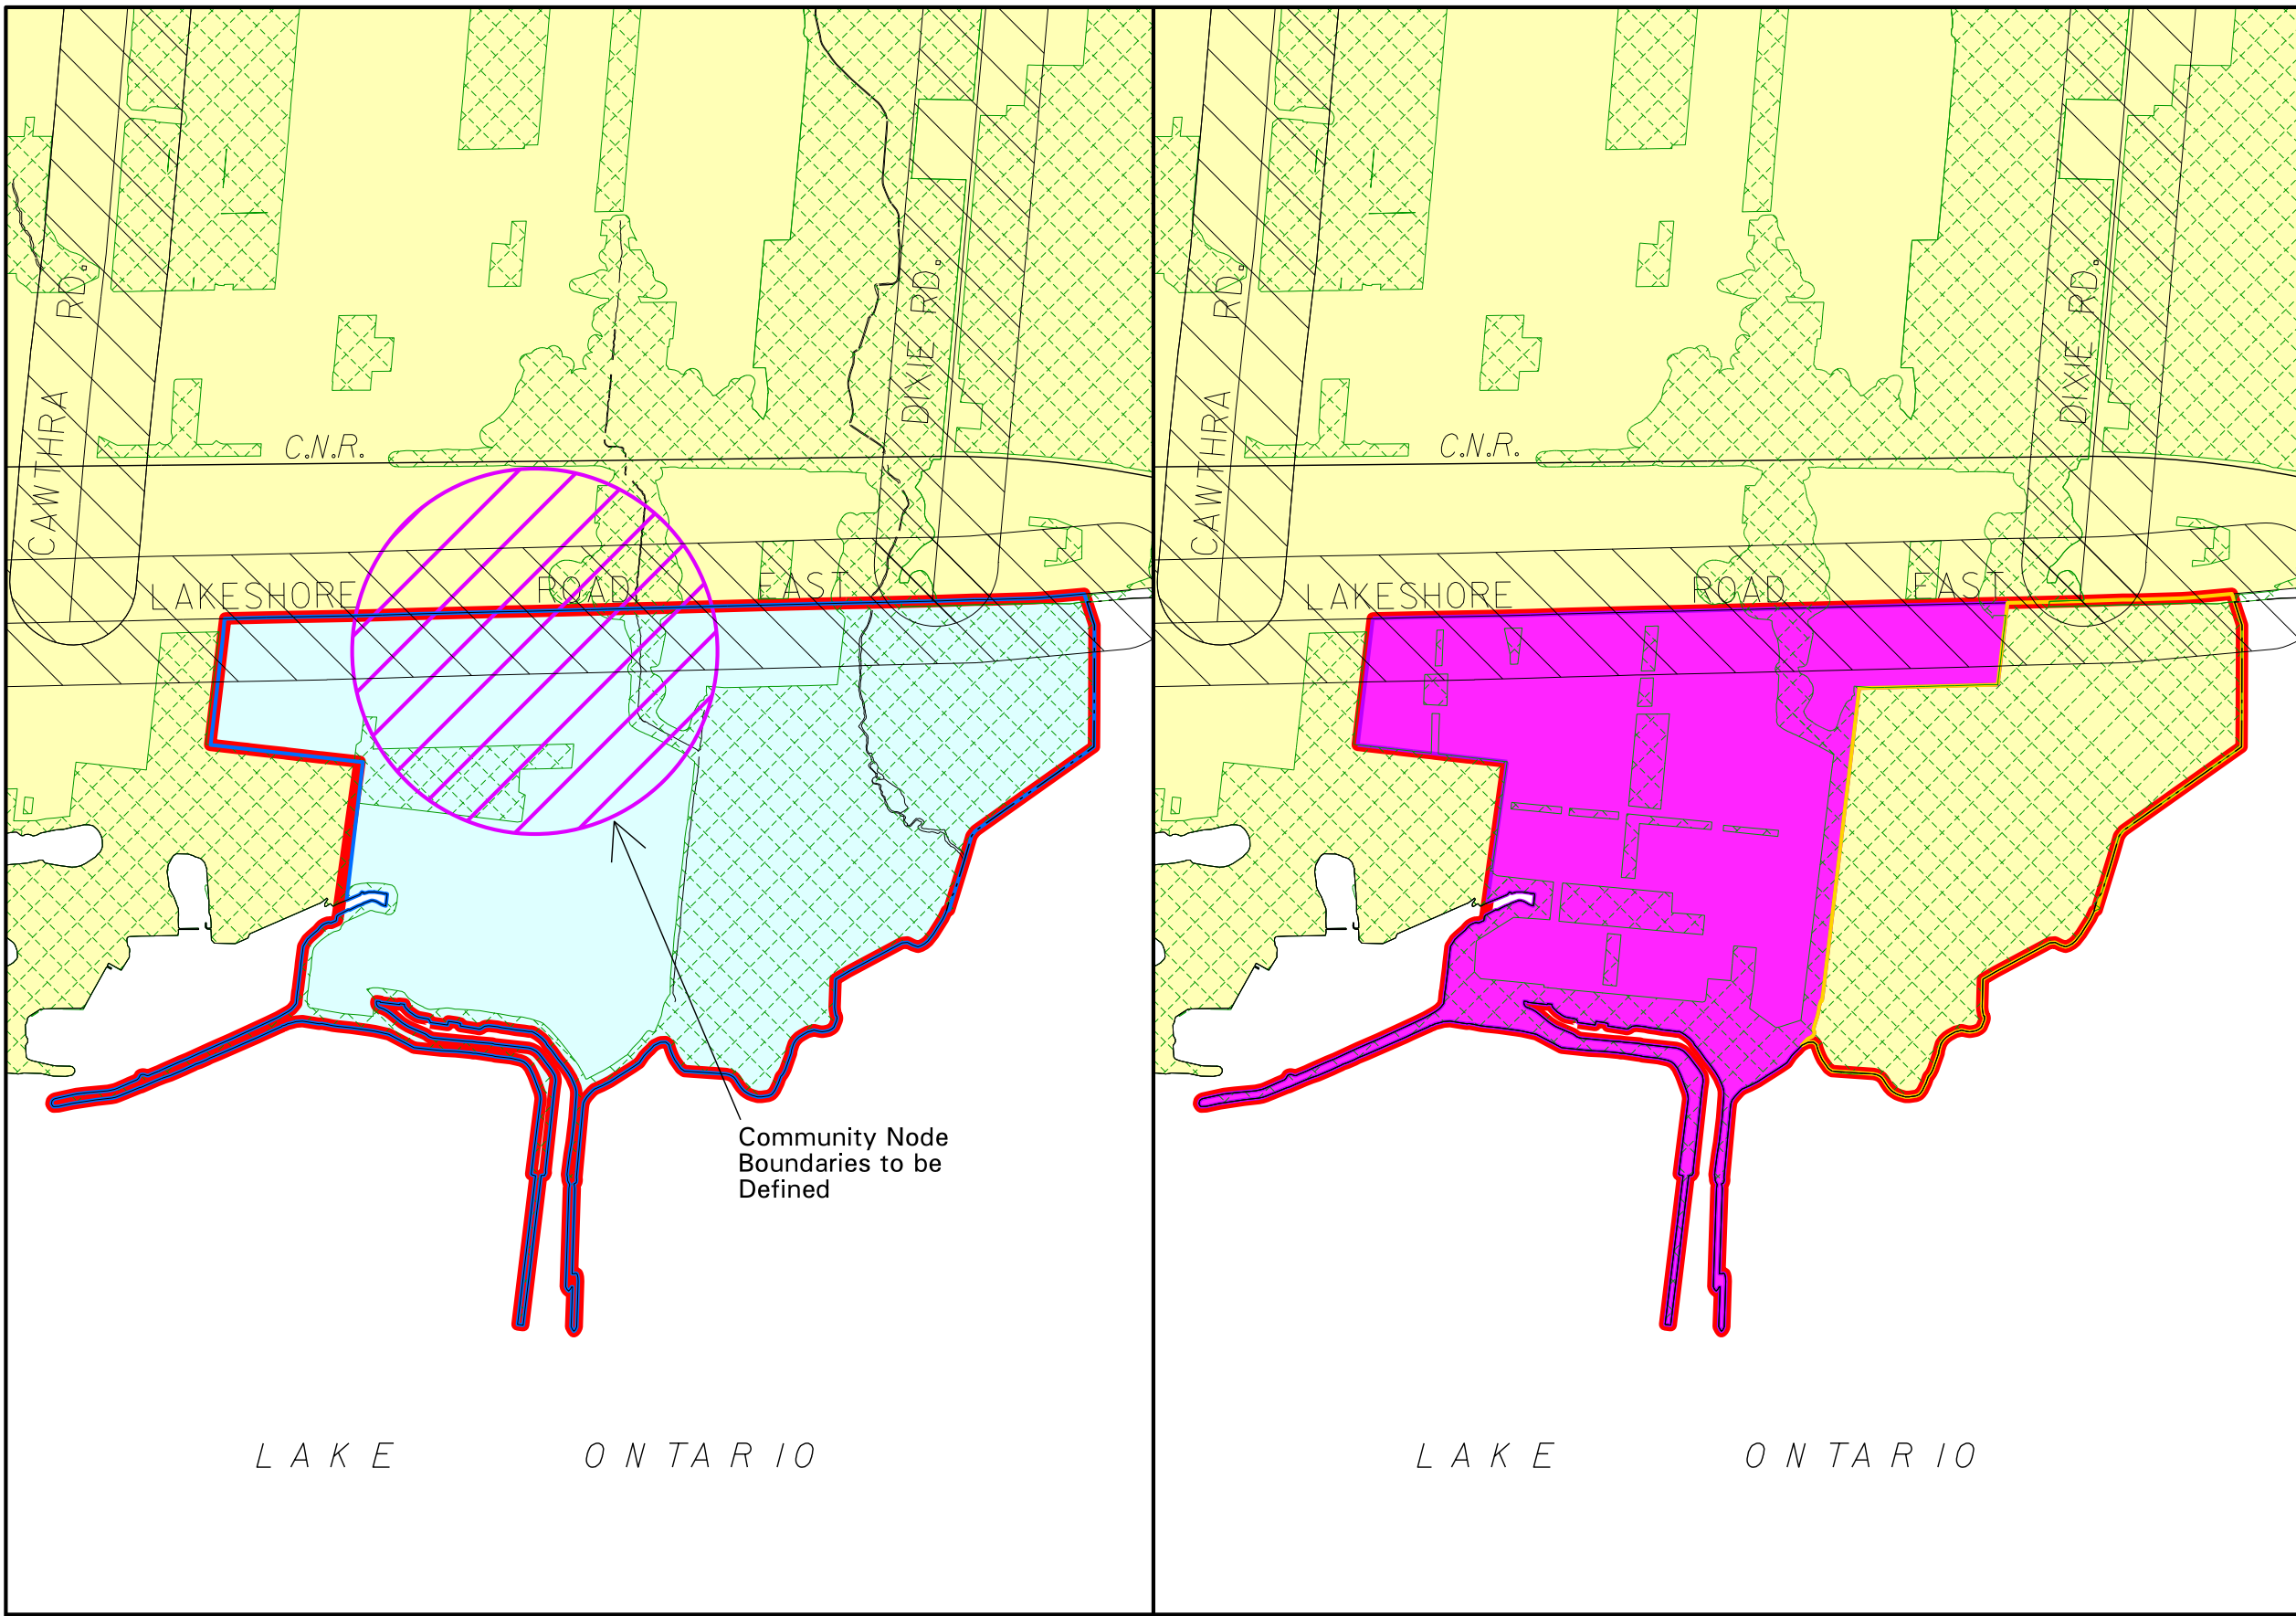 CAWTHRA RD.
C.N.R.
DIXIE RD.
LAKESHORE ROAD EAST
Community Node
Boundaries to be
Defined
LAKE ONTARIO
CAWTHRA RD.
C.N.R.
DIXIE RD.
LAKESHORE ROAD EAST
LAKE ONTARIO